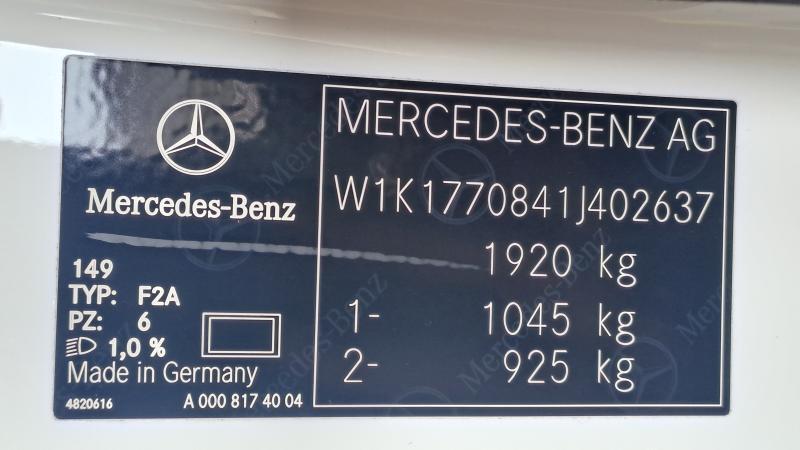 Mercedes-Benz
149
TYP: F2A
PZ: 6
1,0 %
Made in Germany
4820616 A 000 817 40 04
MERCEDES-BENZ AG
W1K1770841J402637
1920 kg
1- 1045 kg
2- 925 kg